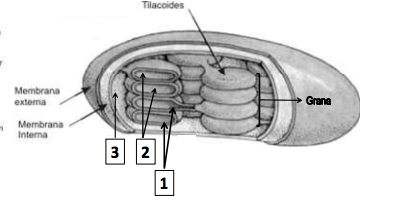 Tilacoides
Membrana
externa
Grana
Membrana
Interna
3
2
1